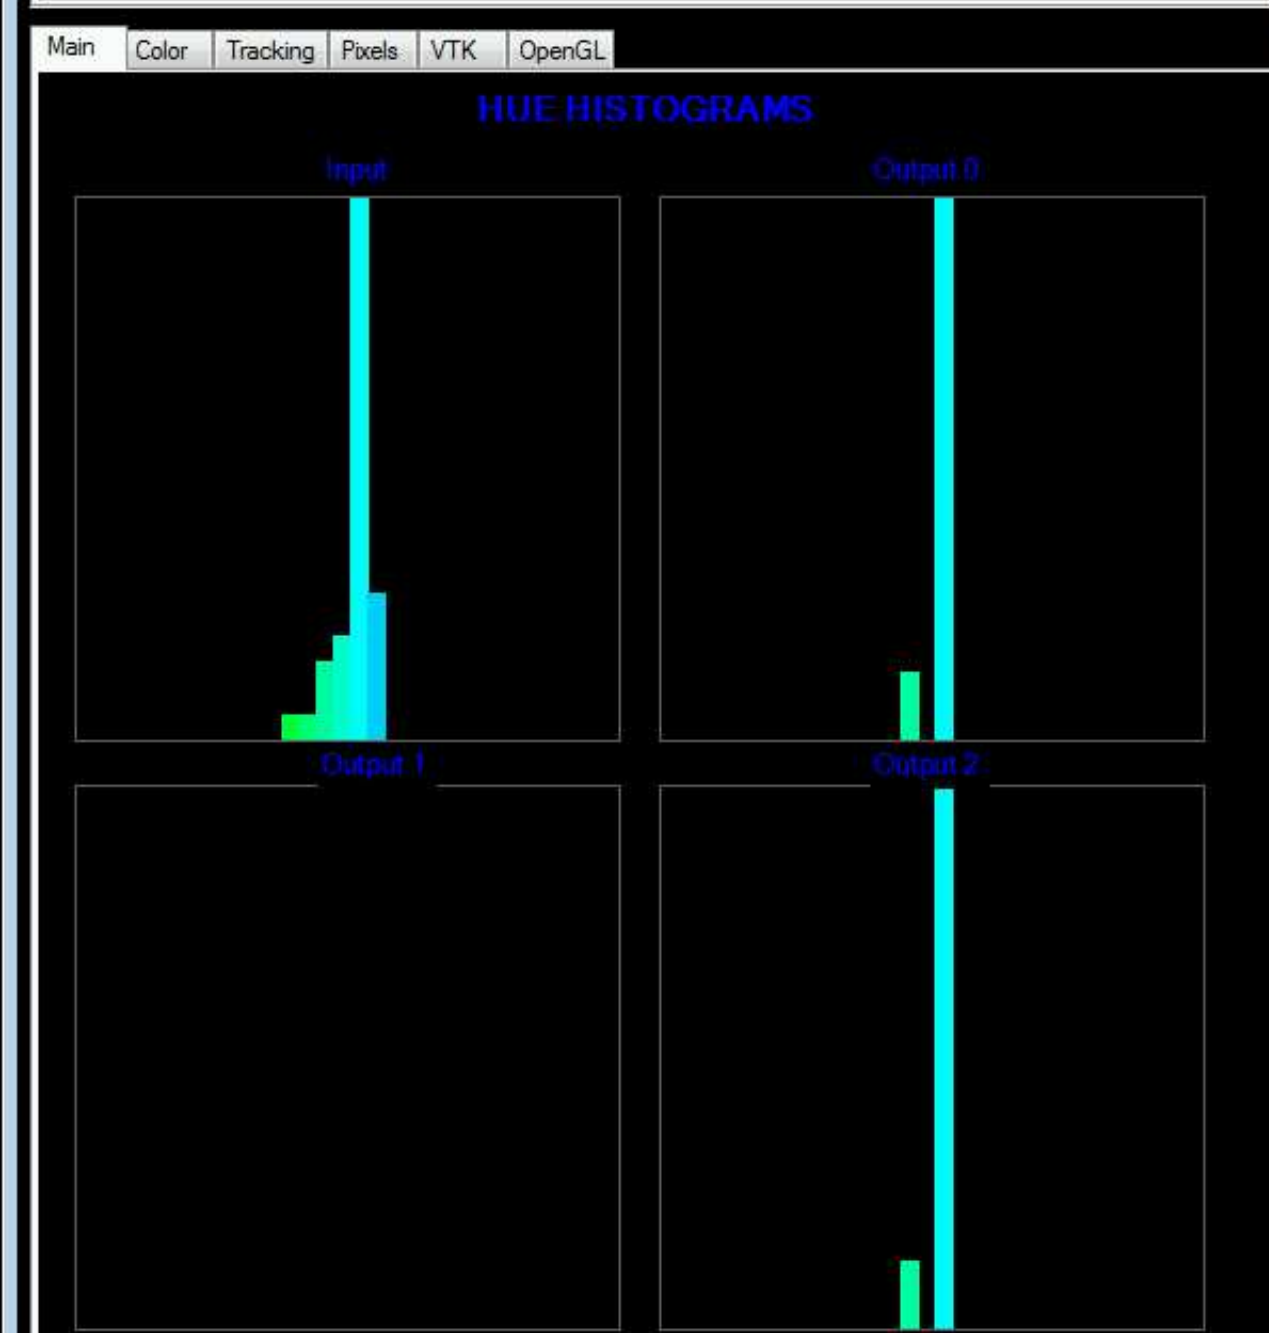 Main Color Tracking Pixels VTK OpenGL
HUE HISTOGRAMS
Input Output 0
Output 1 Output 2